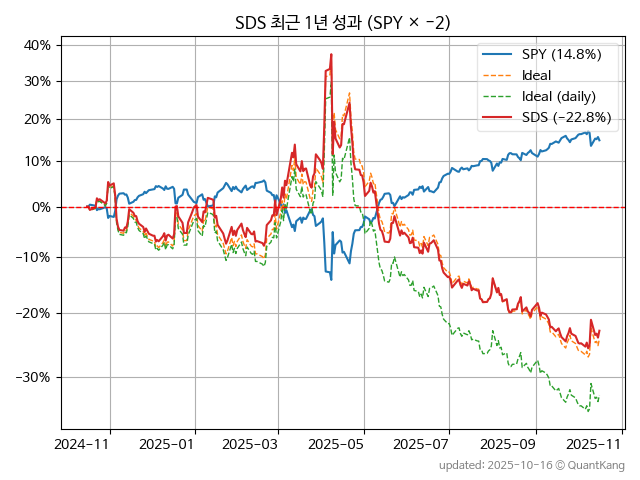 SDS 최근 1년 성과 (SPY × −2)
40%
30%
20%
10%
0%
−10%
−20%
−30%
SPY (14.8%)
Ideal
Ideal (daily)
SDS (−22.8%)
2024-11
2025-01
2025-03
2025-05
2025-07
2025-09
2025-11
updated: 2025-10-16 ⓒ QuantKang